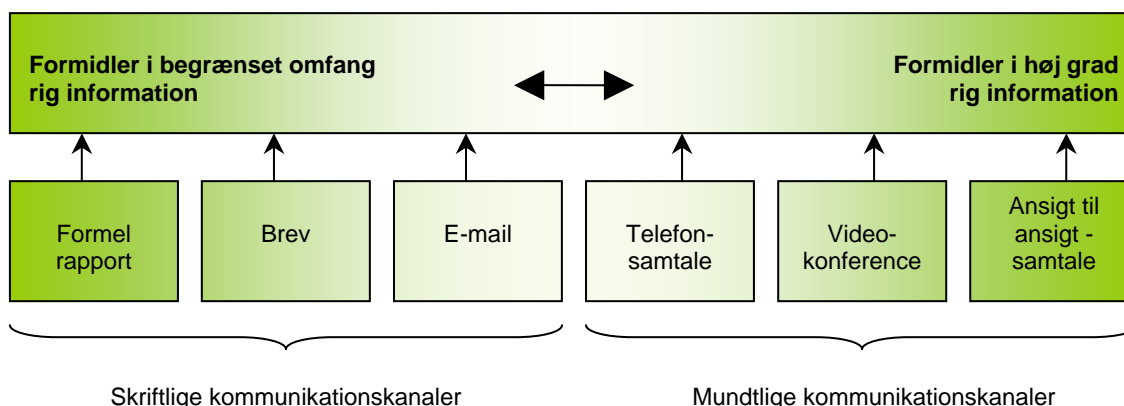 Formidler i begrænset omfang
rig information
Formidler i høj grad
rig information
Formel
rapport
Brev
E-mail
Telefon-
samtale
Video-
konference
Ansigt til
ansigt -
samtale
Skriftlige kommunikationskanaler
Mundtlige kommunikationskanaler